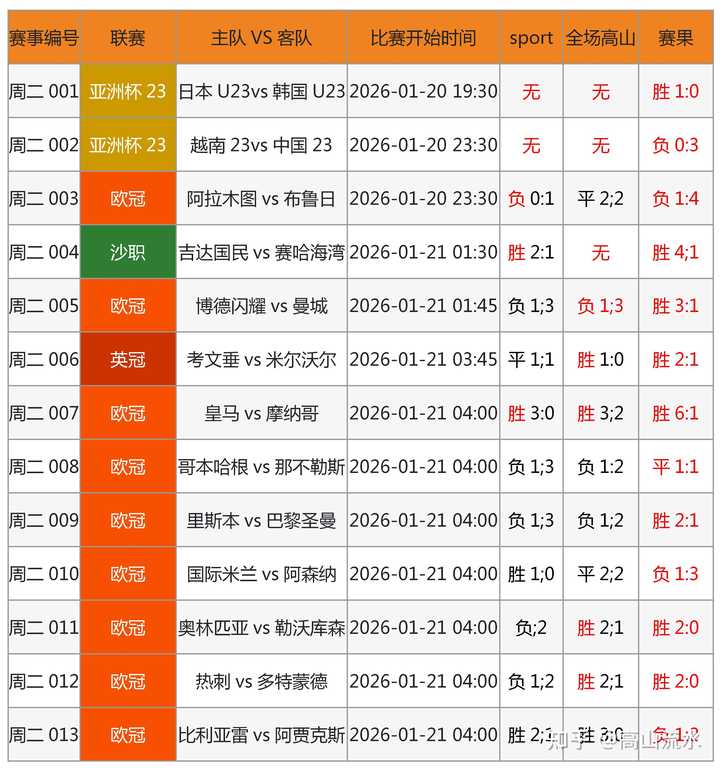 赛事编号 联赛 主队 VS 客队 比赛开始时间 sport 全场高山 赛果
周二 001 亚洲杯 23 日本 U23vs 韩国 U23 2026-01-20 19:30 无 无 胜 1:0
周二 002 亚洲杯 23 越南 23vs 中国 23 2026-01-20 23:30 无 无 负 0:3
周二 003 欧冠 阿拉木图 vs 布鲁日 2026-01-20 23:30 负 0:1 平 2;2 负 1:4
周二 004 沙职 吉达国民 vs 赛哈海湾 2026-01-21 01:30 胜 2:1 无 胜 4;1
周二 005 欧冠 博德闪耀 vs 曼城 2026-01-21 01:45 负 1;3 负 1;3 胜 3:1
周二 006 英冠 考文垂 vs 米尔沃尔 2026-01-21 03:45 平 1;1 胜 1:0 胜 2:1
周二 007 欧冠 皇马 vs 摩纳哥 2026-01-21 04:00 胜 3:0 胜 3;2 胜 6:1
周二 008 欧冠 哥本哈根 vs 那不勒斯 2026-01-21 04:00 负 1;3 负 1:2 平 1:1
周二 009 欧冠 里斯本 vs 巴黎圣曼 2026-01-21 04:00 负 1;3 负 1;2 胜 2:1
周二 010 欧冠 国际米兰 vs 阿森纳 2026-01-21 04:00 胜 1;0 平 2;2 负 1:3
周二 011 欧冠 奥林匹亚 vs 勒沃库森 2026-01-21 04:00 负;2 胜 2;1 胜 2:0
周二 012 欧冠 热刺 vs 多特蒙德 2026-01-21 04:00 负 1;2 胜 2;1 胜 2:0
周二 013 欧冠 比利亚雷 vs 阿贾克斯 2026-01-21 04:00 胜 2;1 胜 3:0 负 1:2
知乎 @高山流水